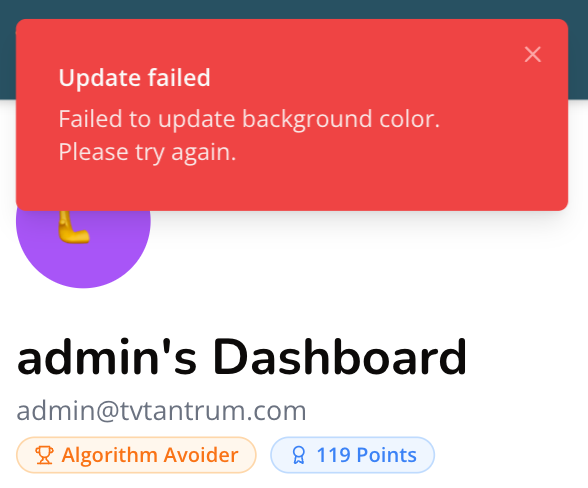 Update failed
Failed to update background color.
Please try again.
admin's Dashboard
admin@tvtantrum.com
Algorithm Avoider
119 Points